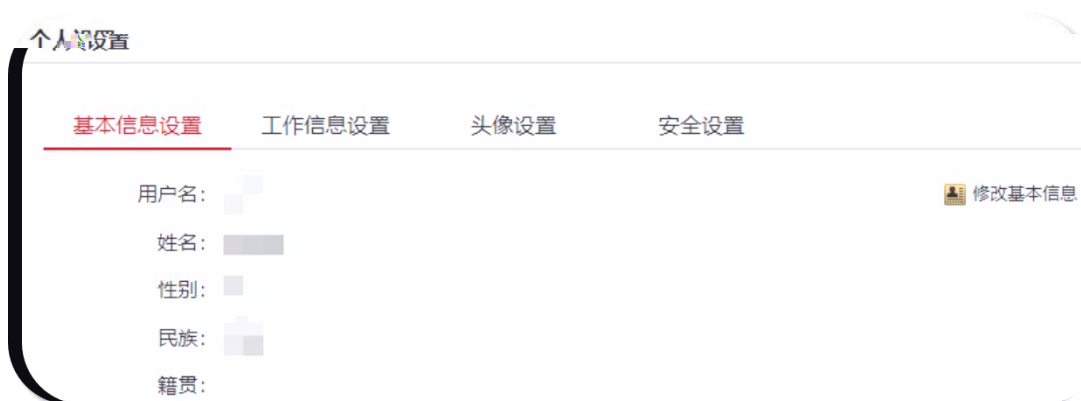 个人设置
基本信息设置 工作信息设置 头像设置 安全设置
用户名： 修改基本信息
姓名：
性别：
民族：
籍贯：